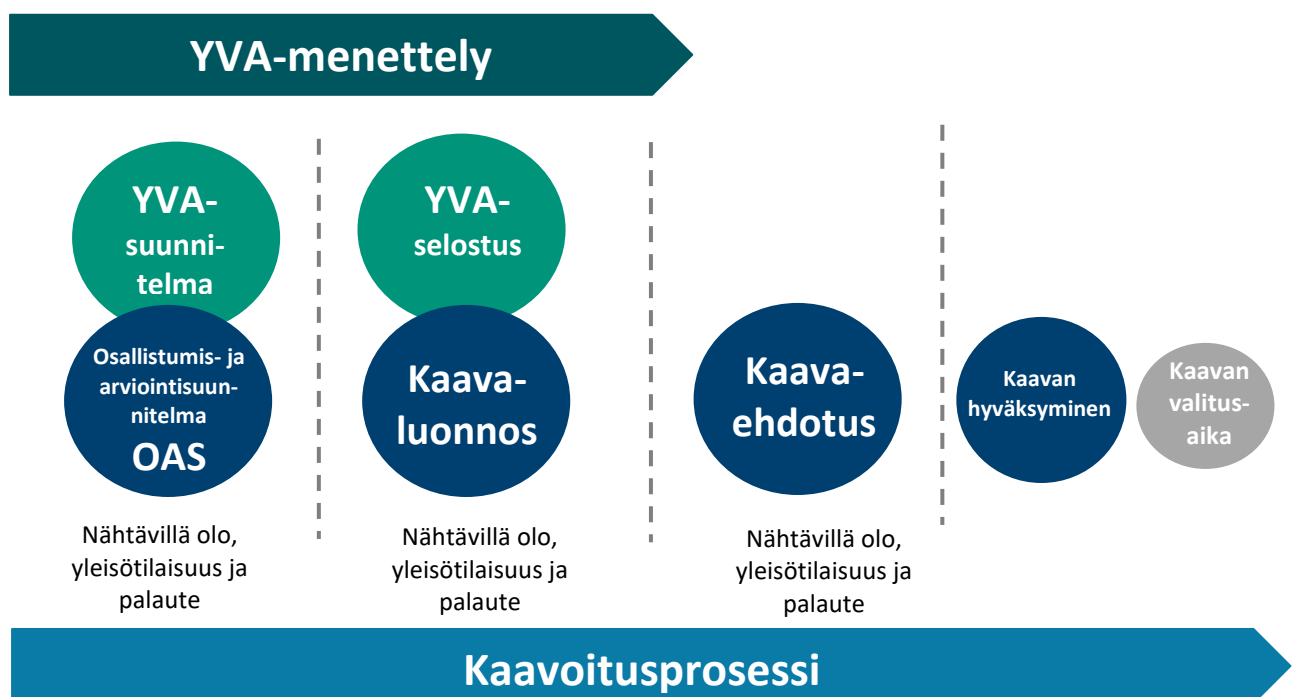 YVA-menettely
YVA-
suunni-
telma
Osallistumis- ja
arviointisuun-
nitelma
OAS
Nähtävillä olo,
yleisötilaisuus ja
palaute
YVA-
selostus
Kaava-
luonnos
Nähtävillä olo,
yleisötilaisuus ja
palaute
Kaava-
ehdotus
Nähtävillä olo,
yleisötilaisuus ja
palaute
Kaavan
hyväksyminen
Kaavan
valitus-
aika
Kaavoitusprosessi